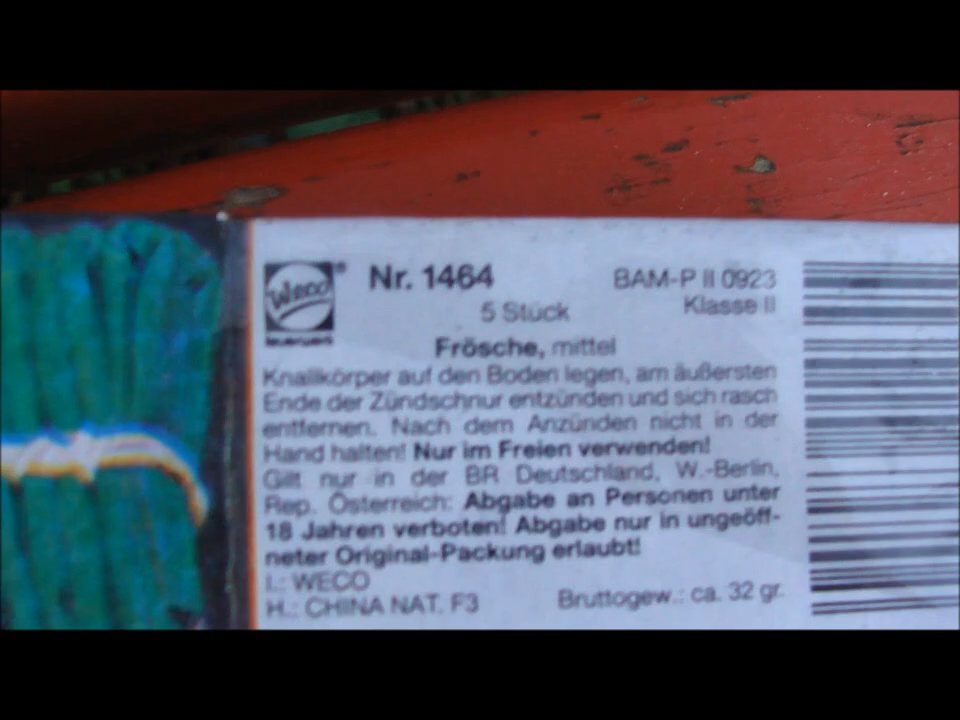 Weco®
feuerwerk
Nr. 1464
BAM-P II 0923
5 Stück
Klasse II
Frösche, mittel
Knallkörper auf den Boden legen, am äußersten
Ende der Zündschnur entzünden und sich rasch
entfernen. Nach dem Anzünden nicht in der
Hand halten! Nur im Freien verwenden!
Gilt nur in der BR Deutschland, W.-Berlin,
Rep. Österreich: Abgabe an Personen unter
18 Jahren verboten! Abgabe nur in ungeöff-
neter Original-Packung erlaubt!
I.: WECO
H.: CHINA NAT. F3
Bruttogew.: ca. 32 gr.